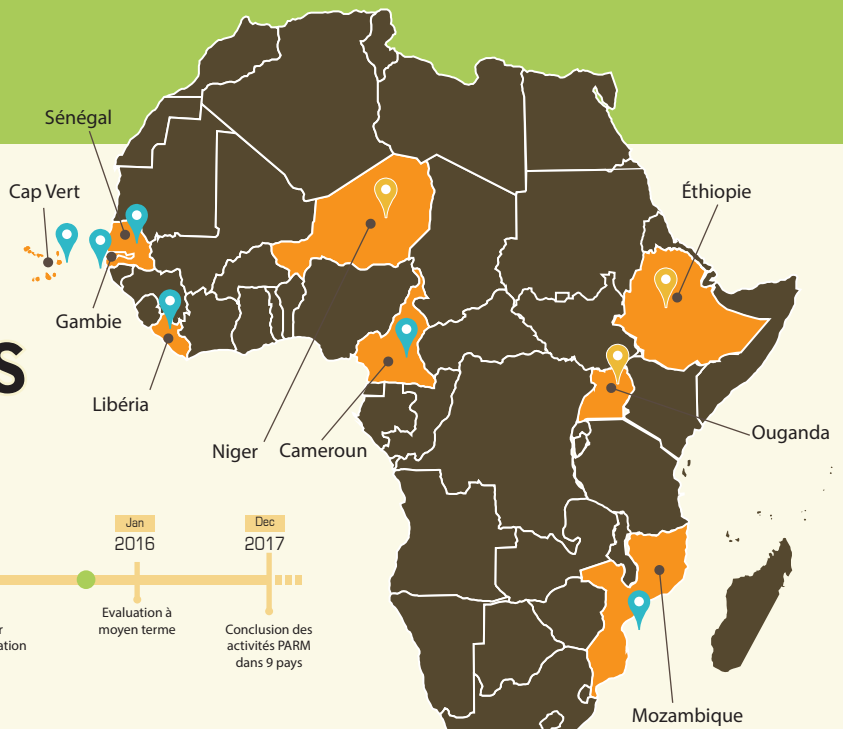 Sénégal
Cap Vert
Éthiopie
Gambie
S
Libéria
Ouganda
Niger
Cameroun
Jan
2016
Dec
2017
Evaluation à
moyen terme
r
ation
Conclusion des
activités PARM
dans 9 pays
Mozambique